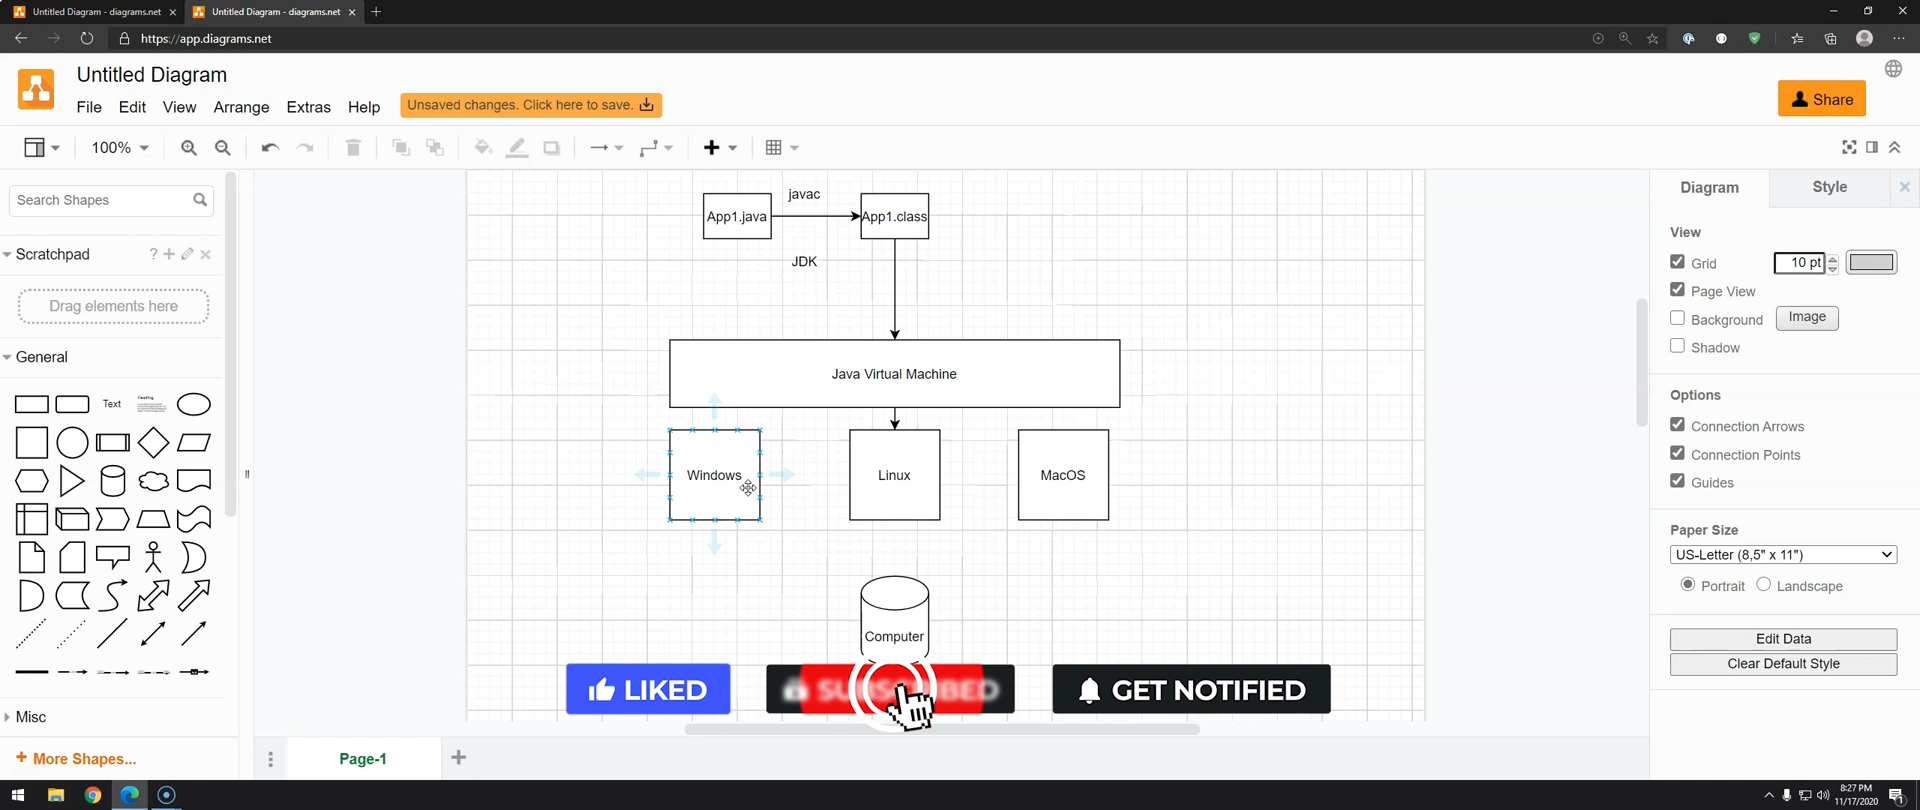 Untitled Diagram - diagrams.net
Untitled Diagram - diagrams.net
https://app.diagrams.net
Untitled Diagram
File Edit View Arrange Extras Help
Unsaved changes. Click here to save.
Share
100%
Search Shapes
Scratchpad
?
Drag elements here
General
Text
Heading
Misc
+ More Shapes...
javac
App1.java
App1.class
JDK
Java Virtual Machine
Windows
Linux
MacOS
Computer
LIKED
SUBSCRIBED
GET NOTIFIED
Page-1
Diagram
Style
View
Grid
10 pt
Page View
Background
Image
Shadow
Options
Connection Arrows
Connection Points
Guides
Paper Size
US-Letter (8,5" x 11")
Portrait Landscape
Edit Data
Clear Default Style
8:27 PM
11/17/2020